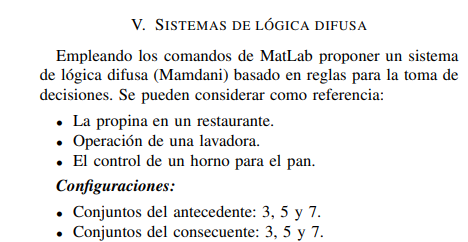 V. SISTEMAS DE LÓGICA DIFUSA
Empleando los comandos de MatLab proponer un sistema
de lógica difusa (Mamdani) basado en reglas para la toma de
decisiones. Se pueden considerar como referencia:
• La propina en un restaurante.
• Operación de una lavadora.
• El control de un horno para el pan.
Configuraciones:
• Conjuntos del antecedente: 3, 5 y 7.
• Conjuntos del consecuente: 3, 5 y 7.